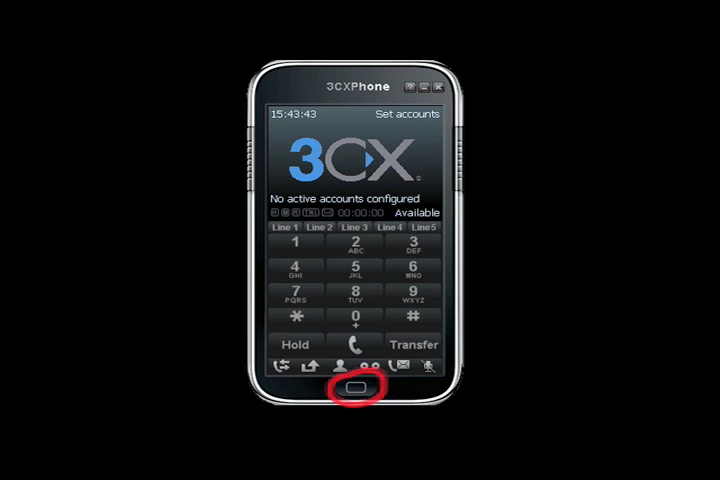 3CXPhone
15:43:43 Set accounts
3CX
No active accounts configured
00:00:00 Available
Line 1 Line 2 Line 3 Line 4 Line 5
1 2 3
ABC DEF
4 5 6
GHI JKL MNO
7 8 9
PQRS TUV WXYZ
* 0 #
+
Hold Transfer